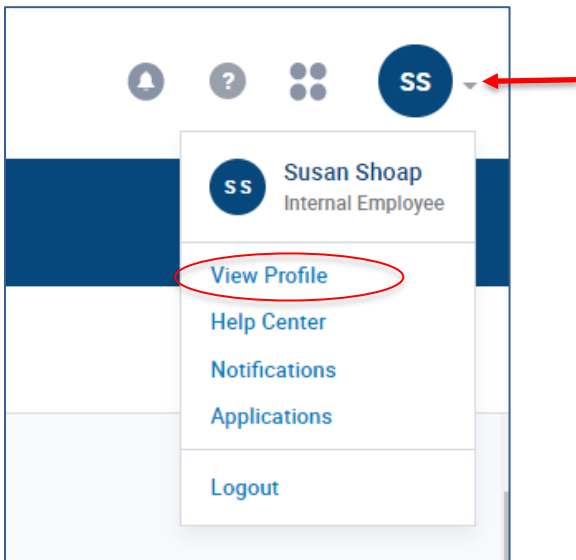 ?
SS
SS
Susan Shoap
Internal Employee
View Profile
Help Center
Notifications
Applications
Logout